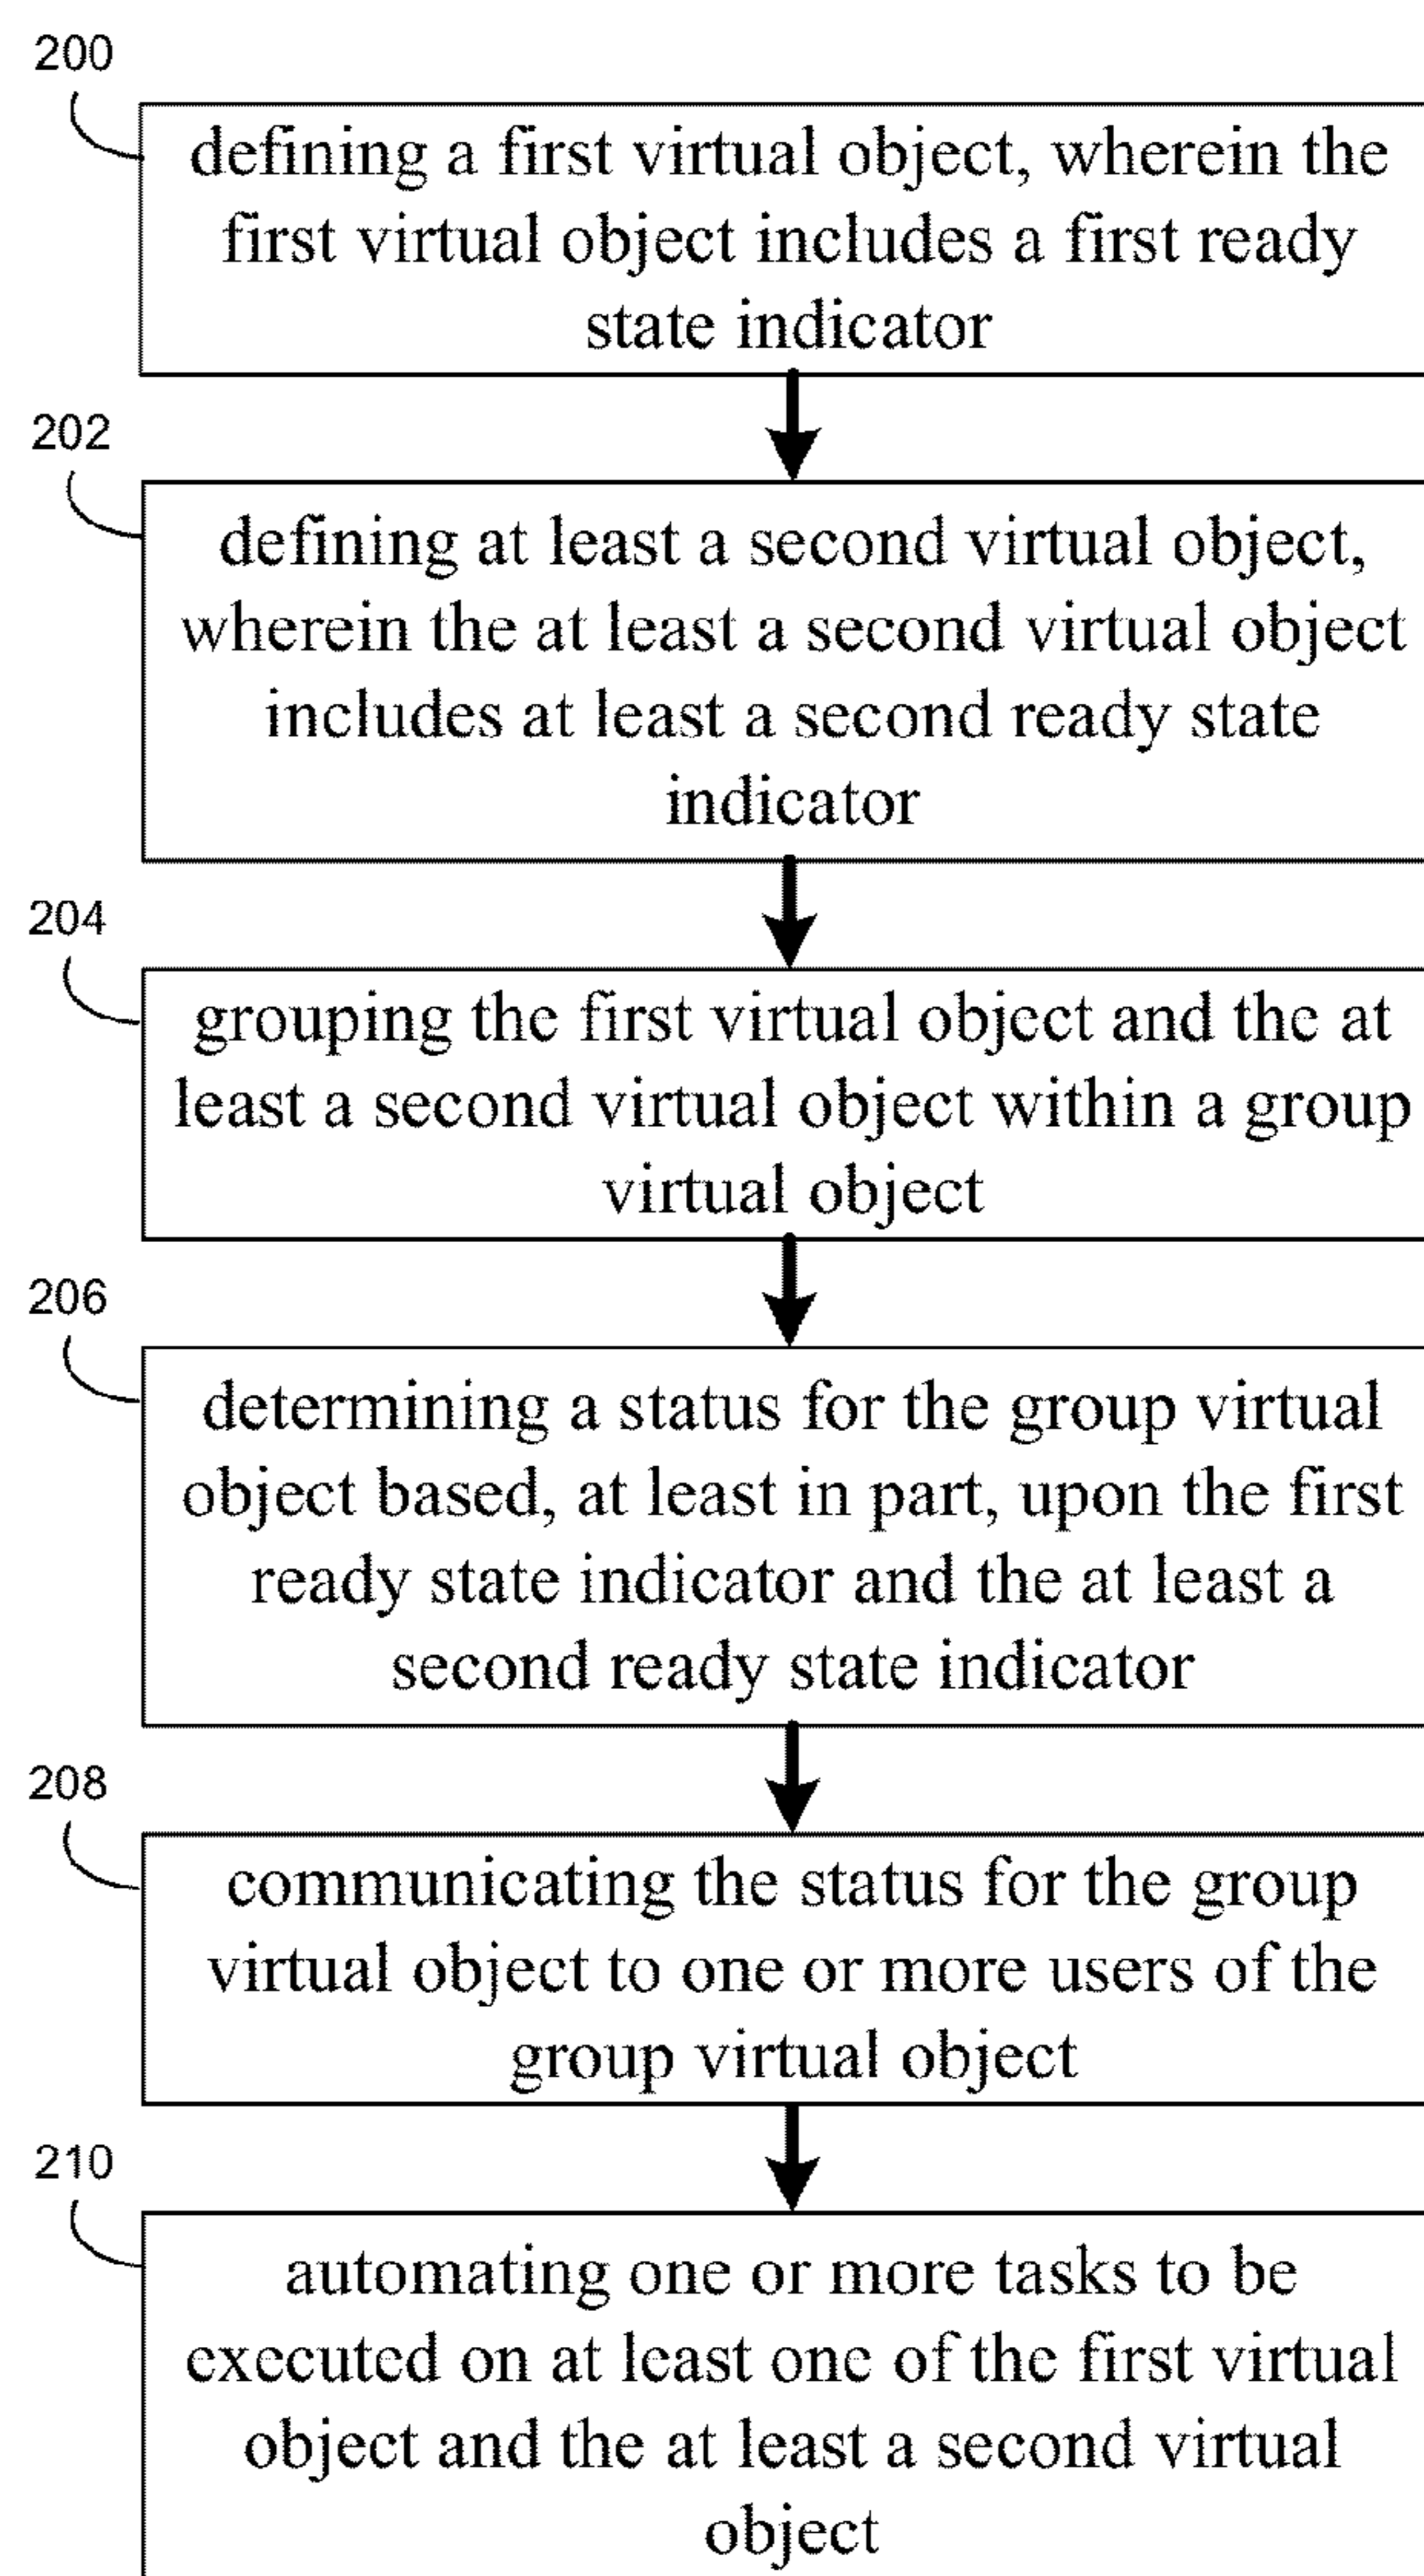 200
defining a first virtual object, wherein the
first virtual object includes a first ready
state indicator
202
defining at least a second virtual object,
wherein the at least a second virtual object
includes at least a second ready state
indicator
204
grouping the first virtual object and the at
least a second virtual object within a group
virtual object
206
determining a status for the group virtual
object based, at least in part, upon the first
ready state indicator and the at least a
second ready state indicator
208
communicating the status for the group
virtual object to one or more users of the
group virtual object
210
automating one or more tasks to be
executed on at least one of the first virtual
object and the at least a second virtual
object